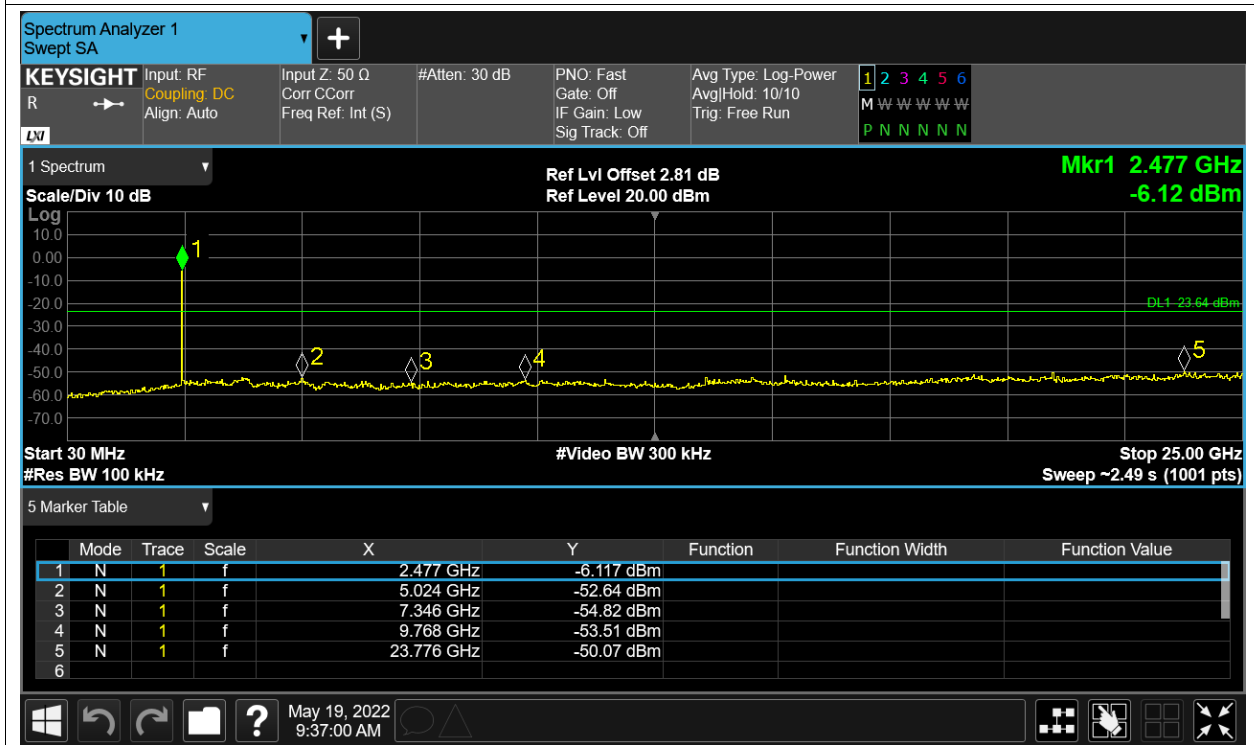 Spectrum Analyzer 1
Swept SA
KEYSIGHT
R
LXI
Input: RF
Coupling: DC
Align: Auto
Input Z: 50 Ω
Corr CCorr
Freq Ref: Int (S)
#Atten: 30 dB
PNO: Fast
Gate: Off
IF Gain: Low
Sig Track: Off
Avg Type: Log-Power
Avg|Hold: 10/10
Trig: Free Run
1 2 3 4 5 6
M W W W W W
P N N N N N
1 Spectrum
Scale/Div 10 dB
Ref Lvl Offset 2.81 dB
Ref Level 20.00 dBm
Mkr1 2.477 GHz
-6.12 dBm
Log
10.0
0.00
-10.0
-20.0
-30.0
-40.0
-50.0
-60.0
-70.0
1
2
3
4
5
DL1 -23.64 dBm
Start 30 MHz
#Res BW 100 kHz
#Video BW 300 kHz
Stop 25.00 GHz
Sweep ~2.49 s (1001 pts)
5 Marker Table
Mode Trace Scale X Y Function Function Width Function Value
1 N 1 f 2.477 GHz -6.117 dBm
2 N 1 f 5.024 GHz -52.64 dBm
3 N 1 f 7.346 GHz -54.82 dBm
4 N 1 f 9.768 GHz -53.51 dBm
5 N 1 f 23.776 GHz -50.07 dBm
6
?
May 19, 2022
9:37:00 AM